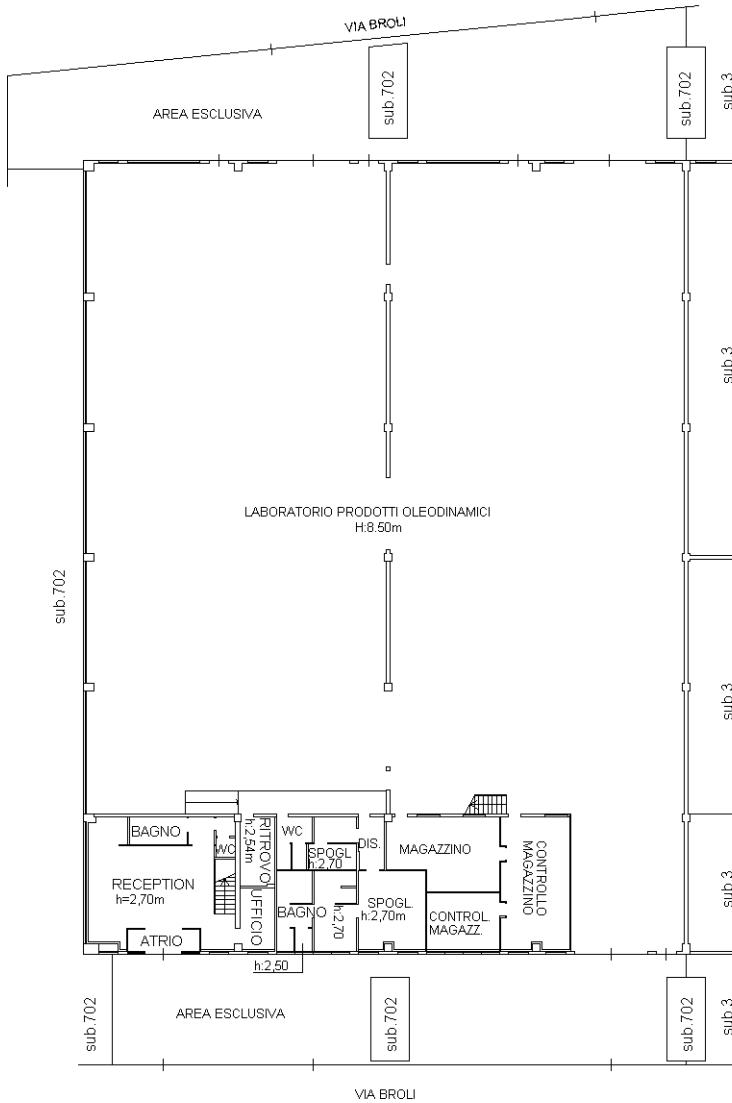 VIA BROLI
sub.702
sub.702
sub.3
AREA ESCLUSIVA
sub.3
LABORATORIO PRODOTTI OLEODINAMICI
H:8.50m
sub.702
sub.3
BAGNO
WC
RITROVO
h:2,54m
WC
SPOGL.
h:2,70
DIS.
MAGAZZINO
CONTROLLO
MAGAZZINO
sub.3
RECEPTION
h=2,70m
UFFICIO
BAGNO
h:2,70
SPOGL.
h:2,70m
CONTROL.
MAGAZZ.
ATRIO
h:2,50
sub.702
AREA ESCLUSIVA
sub.702
sub.702
sub.3
VIA BROLI